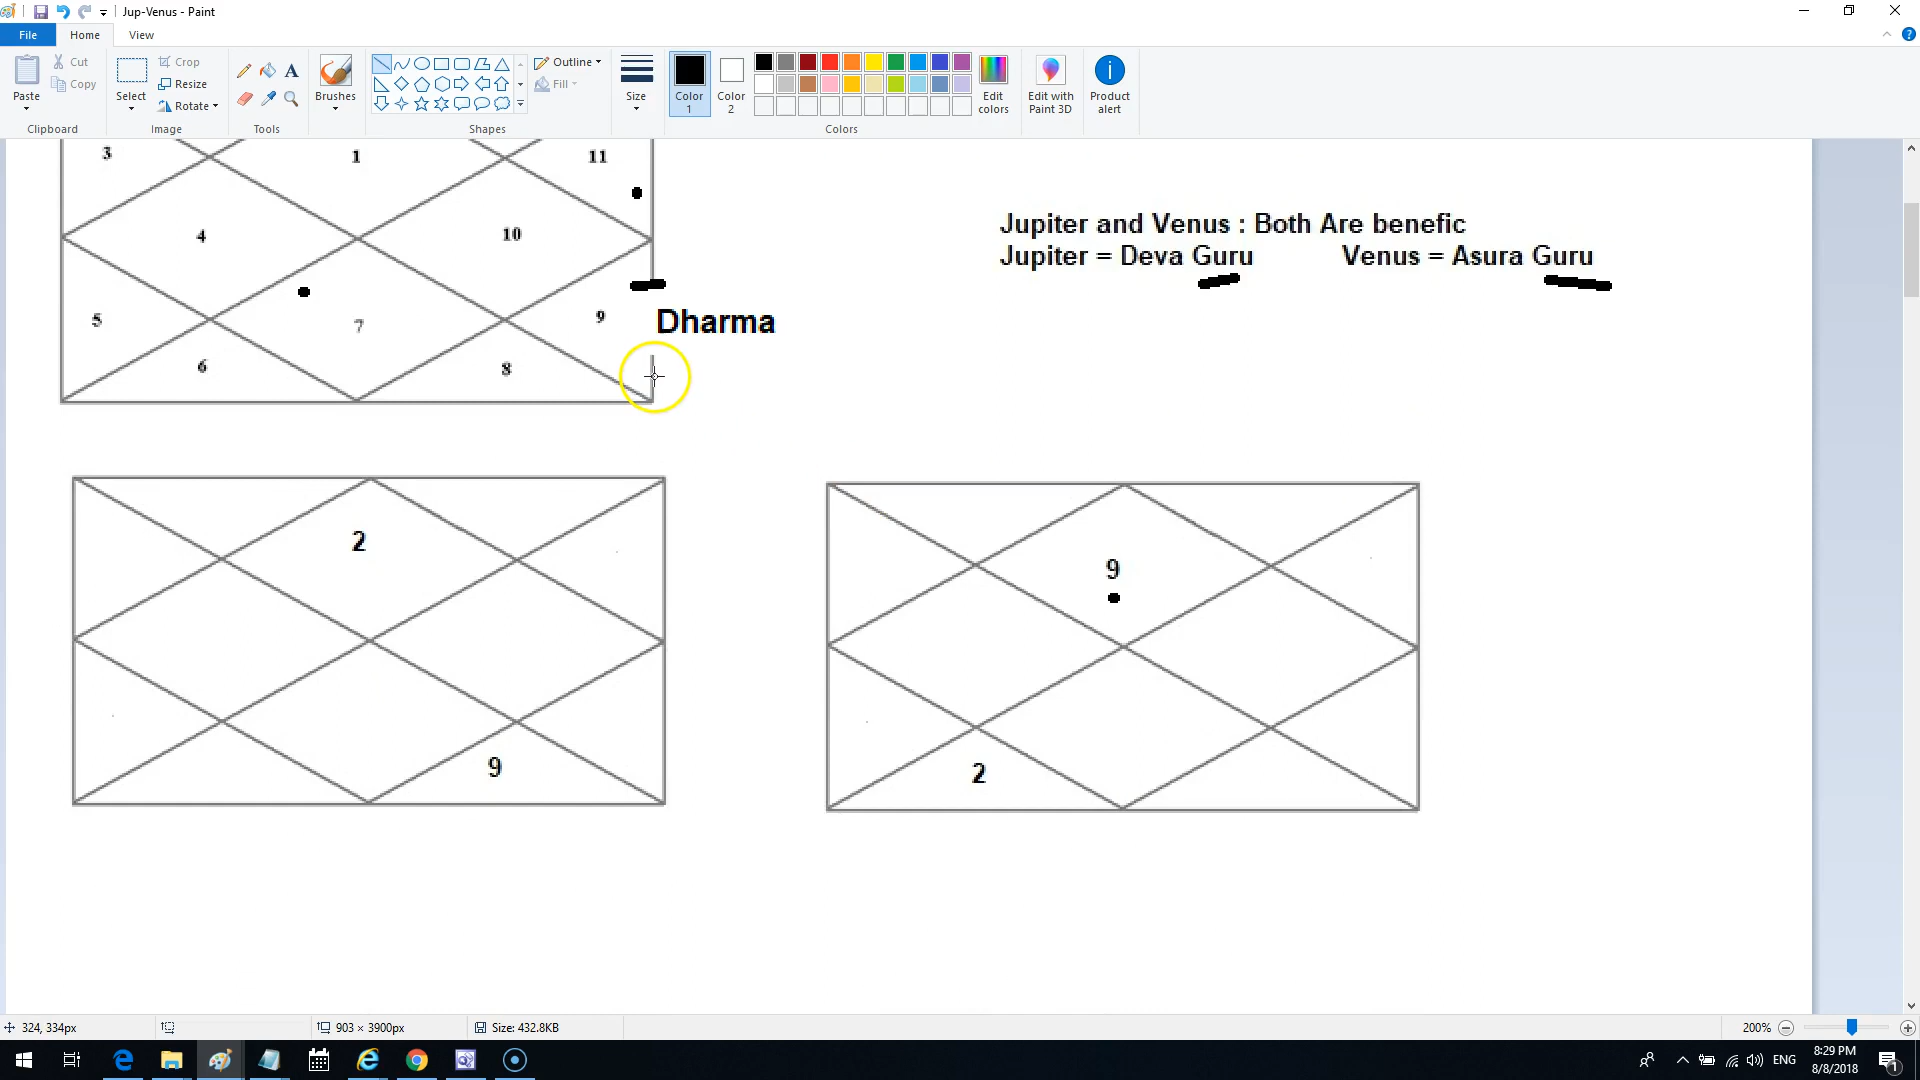 Jup-Venus - Paint
File
Home
View
Paste
Cut
Copy
Clipboard
Select
Crop
Resize
Rotate
Image
Tools
Brushes
Shapes
Outline
Fill
Size
Color 1
Color 2
Colors
Edit colors
Edit with Paint 3D
Product alert
3
1
11
4
10
5
7
9
6
8
Dharma
Jupiter and Venus : Both Are benefic
Jupiter = Deva Guru Venus = Asura Guru
2
9
9
2
324, 334px
903 × 3900px
Size: 432.8KB
200%
ENG
8:29 PM
8/8/2018
1